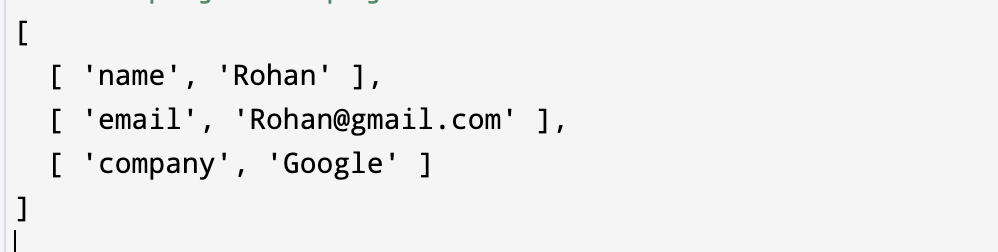 [
  [ 'name', 'Rohan' ],
  [ 'email', 'Rohan@gmail.com' ],
  [ 'company', 'Google' ]
]